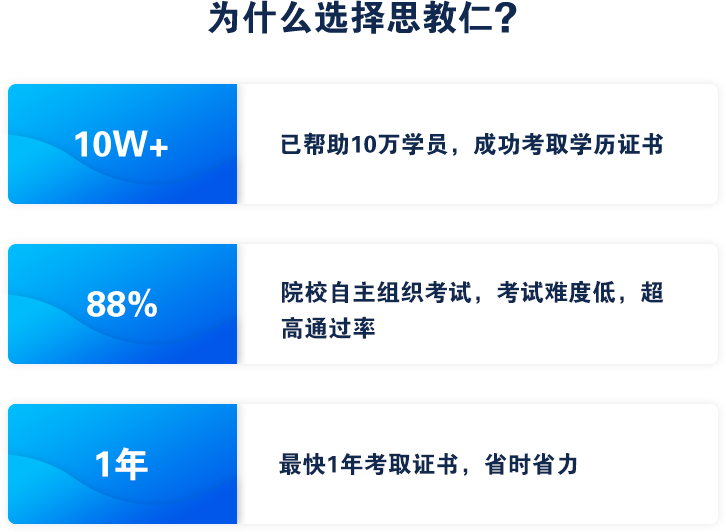 为什么选择思教仁?
10W+
已帮助10万学员，成功考取学历证书
88%
院校自主组织考试，考试难度低，超
高通过率
1年
最快1年考取证书，省时省力